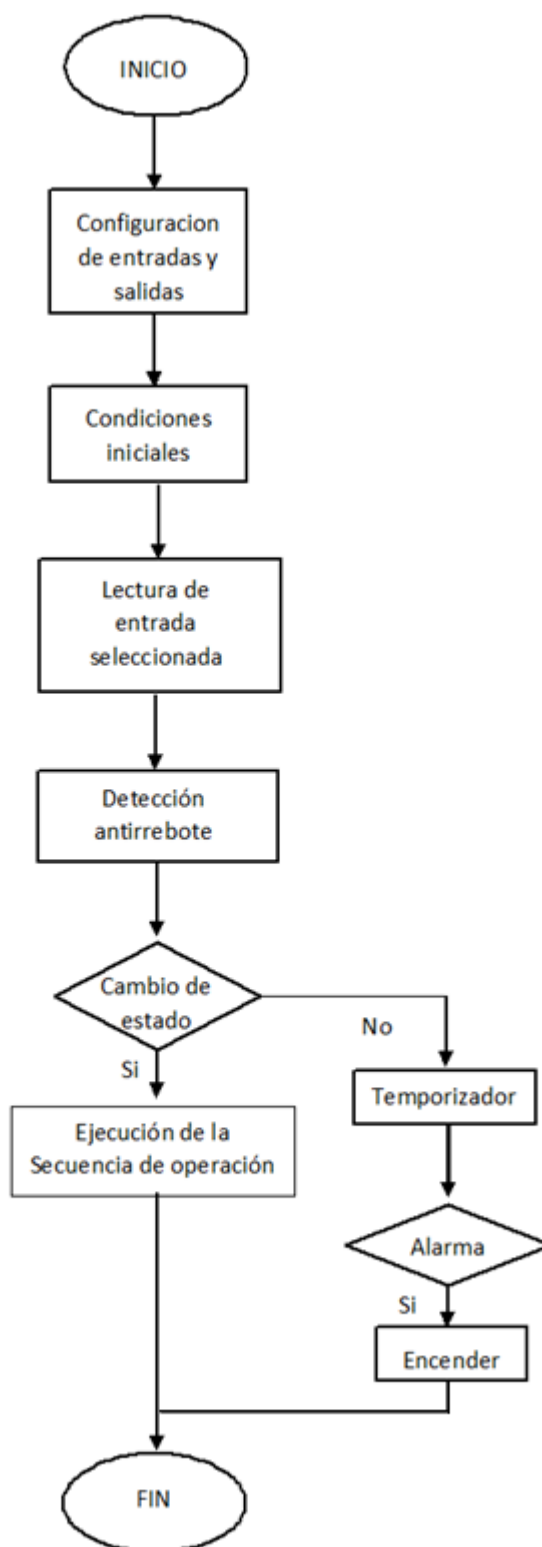 INICIO
Configuracion
de entradas y
salidas
Condiciones
iniciales
Lectura de
entrada
seleccionada
Detección
antirrebote
Cambio de
estado
No
Si
Temporizador
Ejecución de la
Secuencia de operación
Alarma
Si
Encender
FIN